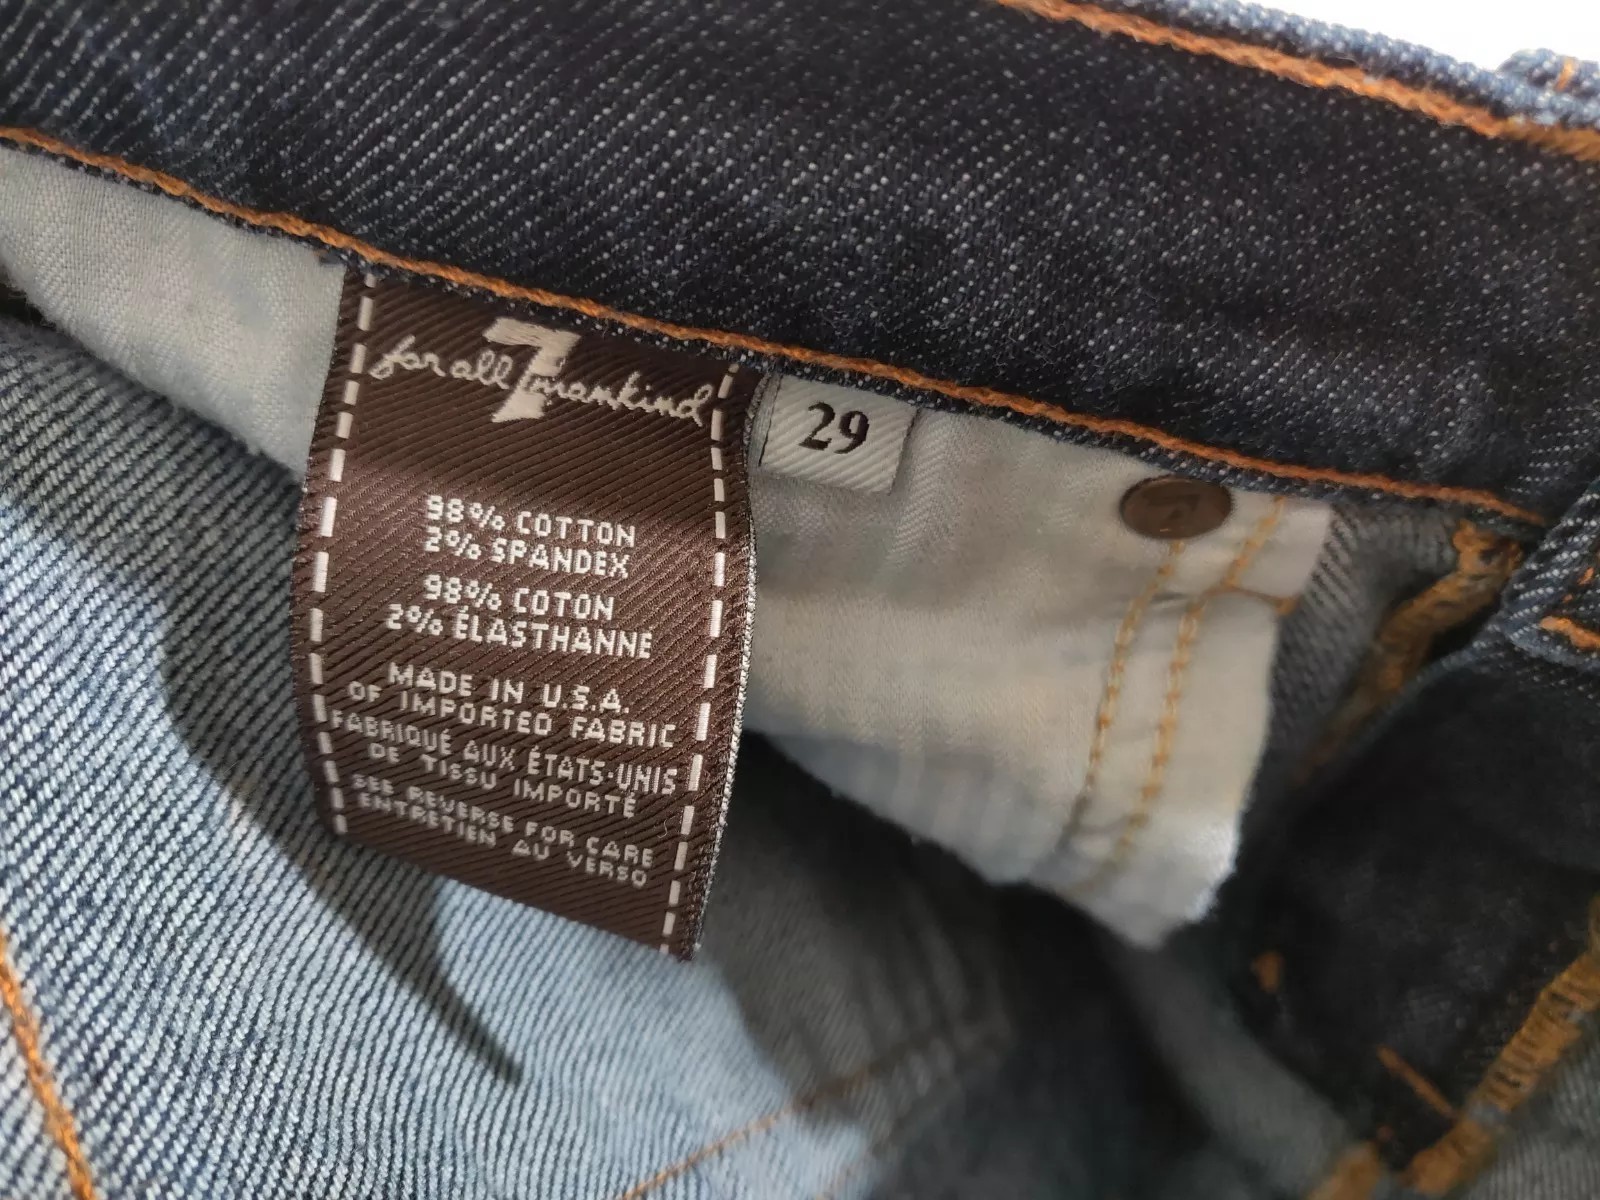 for all 7 mankind
29
98% COTTON
2% SPANDEX
98% COTON
2% ÉLASTHANNE
MADE IN U.S.A.
OF IMPORTED FABRIC
FABRIQUÉ AUX ÉTATS-UNIS
DE TISSU IMPORTÉ
SEE REVERSE FOR CARE
ENTRETIEN AU VERSO
7